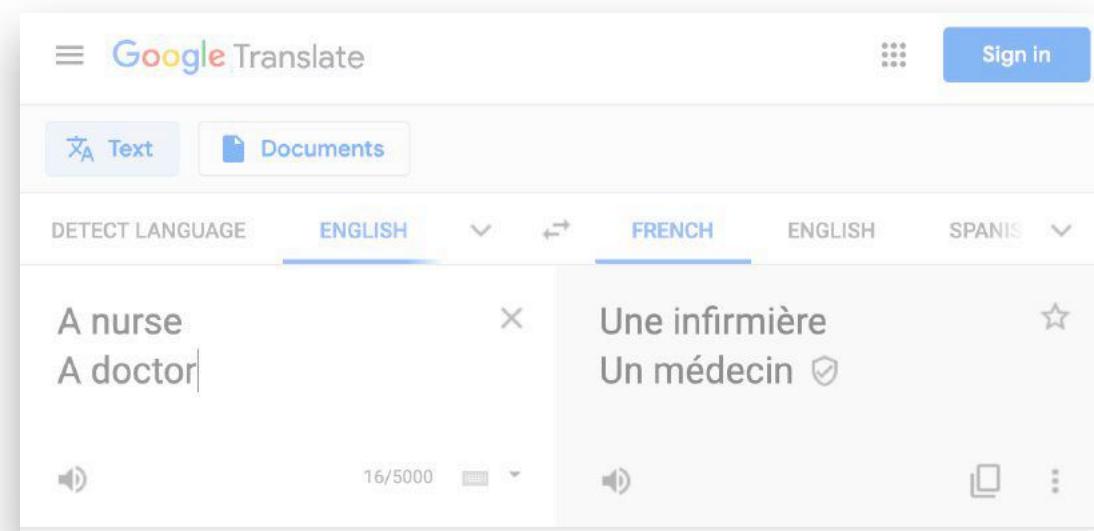 Google Translate
Sign in
Text
Documents
DETECT LANGUAGE ENGLISH FRENCH ENGLISH SPANIS
A nurse
A doctor
Une infirmière
Un médecin
16/5000